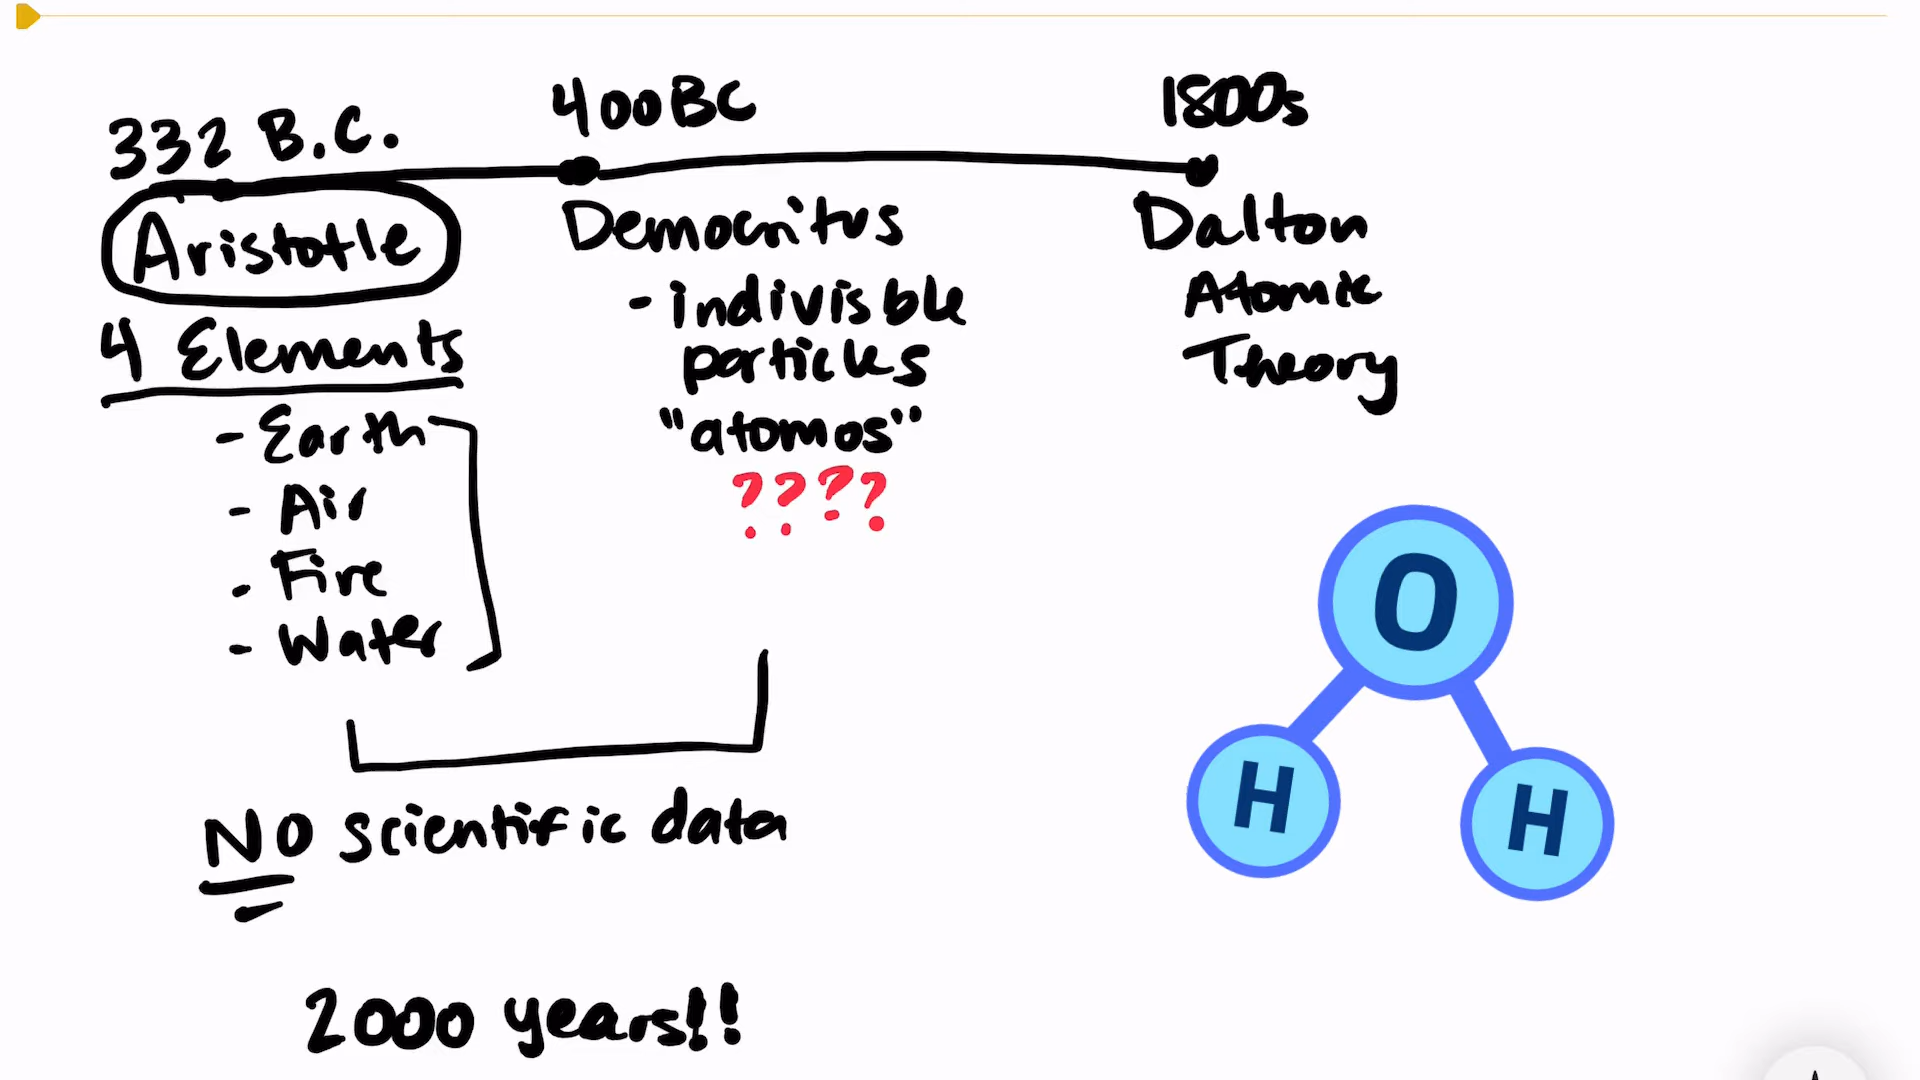 332 B.C.
400BC
1800s
Aristotle
Democritus
Dalton
4 Elements
- indivisble
particles
"atomos"
????
Atomic
Theory
- Earth
- Air
- Fire
- Water
NO scientific data
2000 years!!
O
H
H